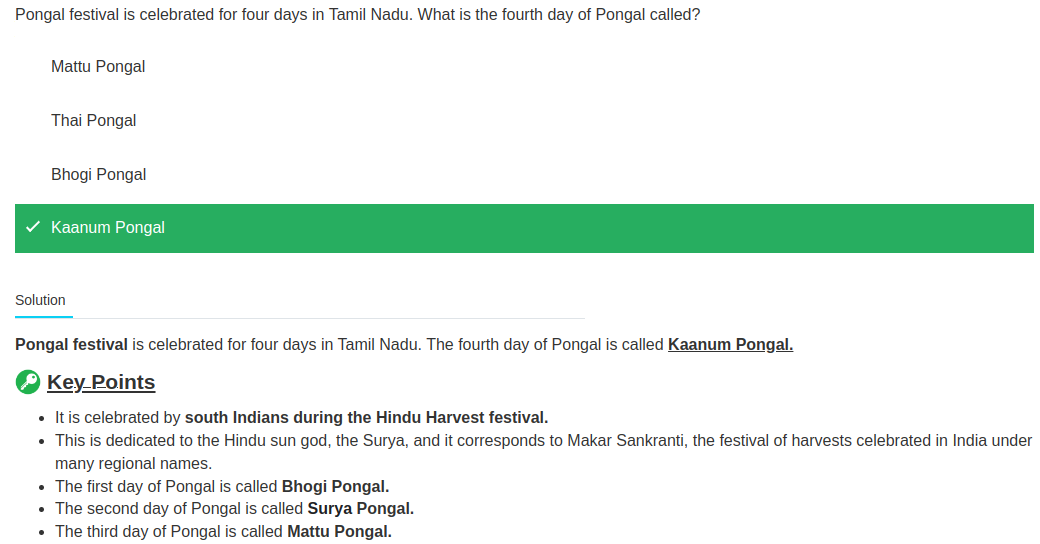 Pongal festival is celebrated for four days in Tamil Nadu. What is the fourth day of Pongal called?
Mattu Pongal
Thai Pongal
Bhogi Pongal
Kaanum Pongal
Solution
Pongal festival is celebrated for four days in Tamil Nadu. The fourth day of Pongal is called Kaanum Pongal.
Key Points
It is celebrated by south Indians during the Hindu Harvest festival.
This is dedicated to the Hindu sun god, the Surya, and it corresponds to Makar Sankranti, the festival of harvests celebrated in India under
many regional names.
The first day of Pongal is called Bhogi Pongal.
The second day of Pongal is called Surya Pongal.
The third day of Pongal is called Mattu Pongal.